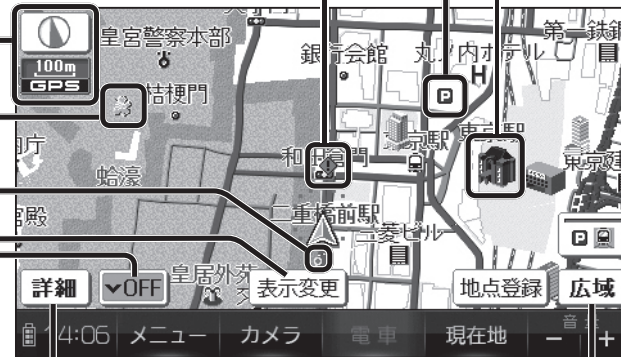 皇宮警察本部
第一鉄鋼
銀行会館
丸ノ内ホテル
H
100m
GPS
桔梗門
P
東京駅
東京駅
和田倉門
蛤濠
宮殿
二重橋前駅
三菱ビル
P
詳細
OFF
皇居外苑
表示変更
地点登録
広域
14:06
メニュー
カメラ
電車
現在地
音
－
＋